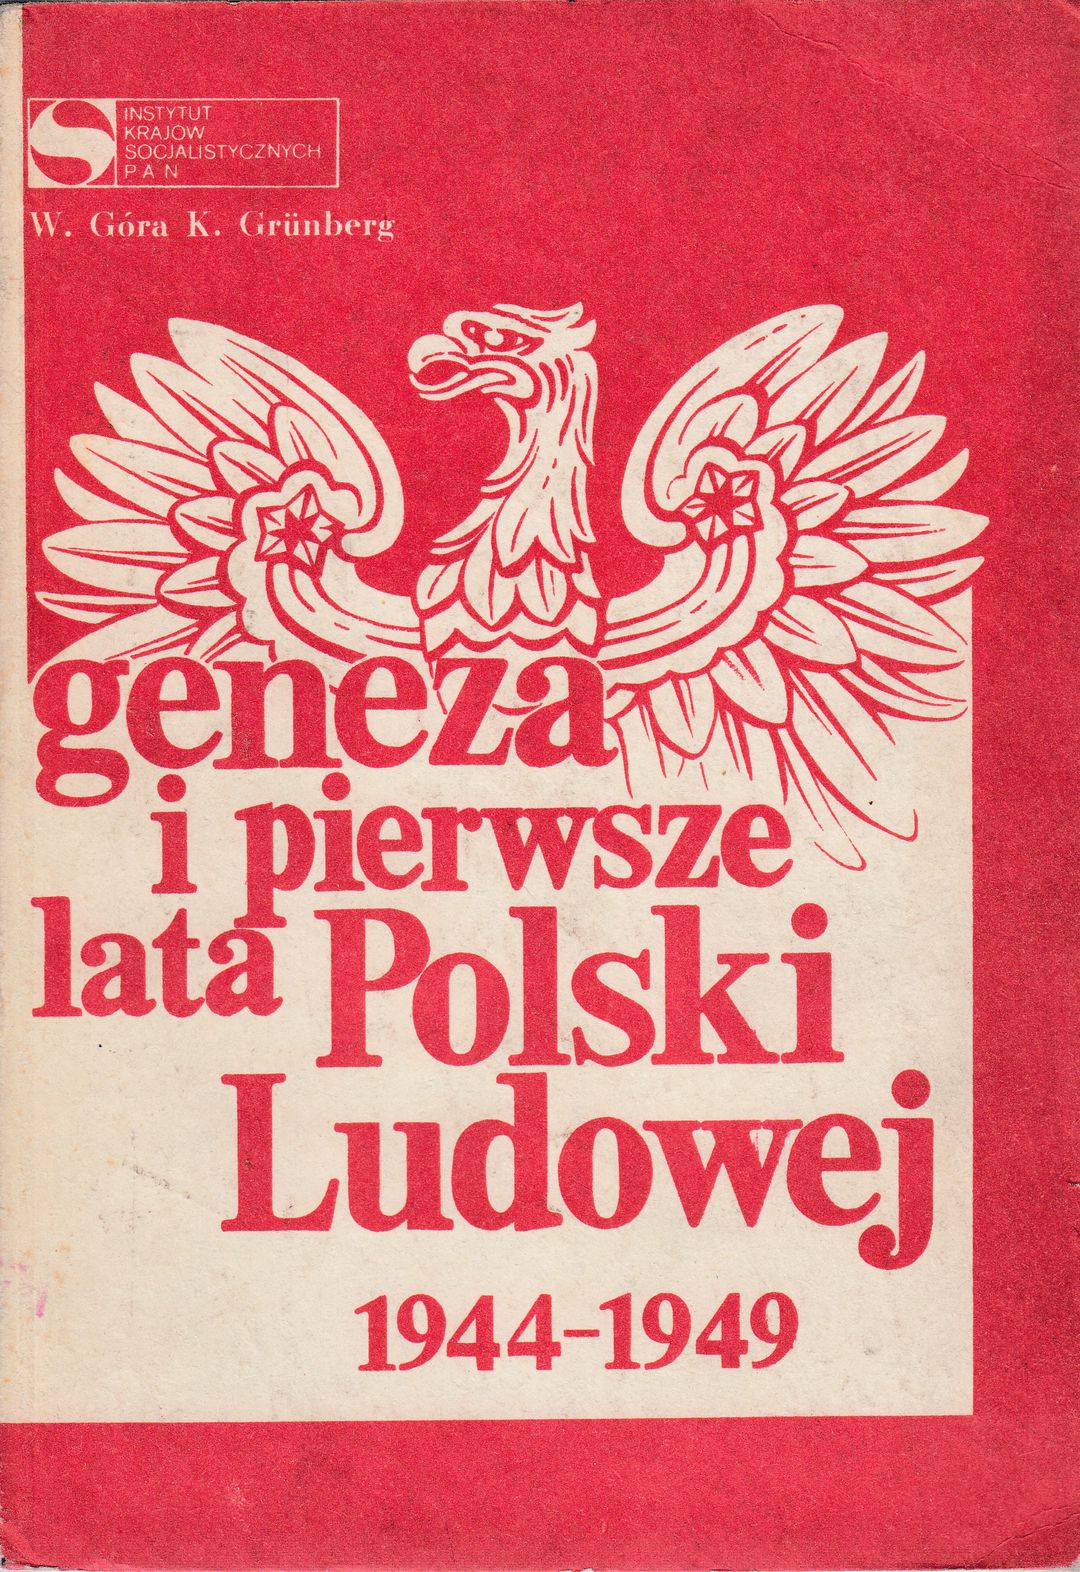 INSTYTUT
KRAJÓW
SOCJALISTYCZNYCH
PAN
W. Góra K. Grünberg
geneza
i pierwsze
lata Polski
Ludowej
1944-1949